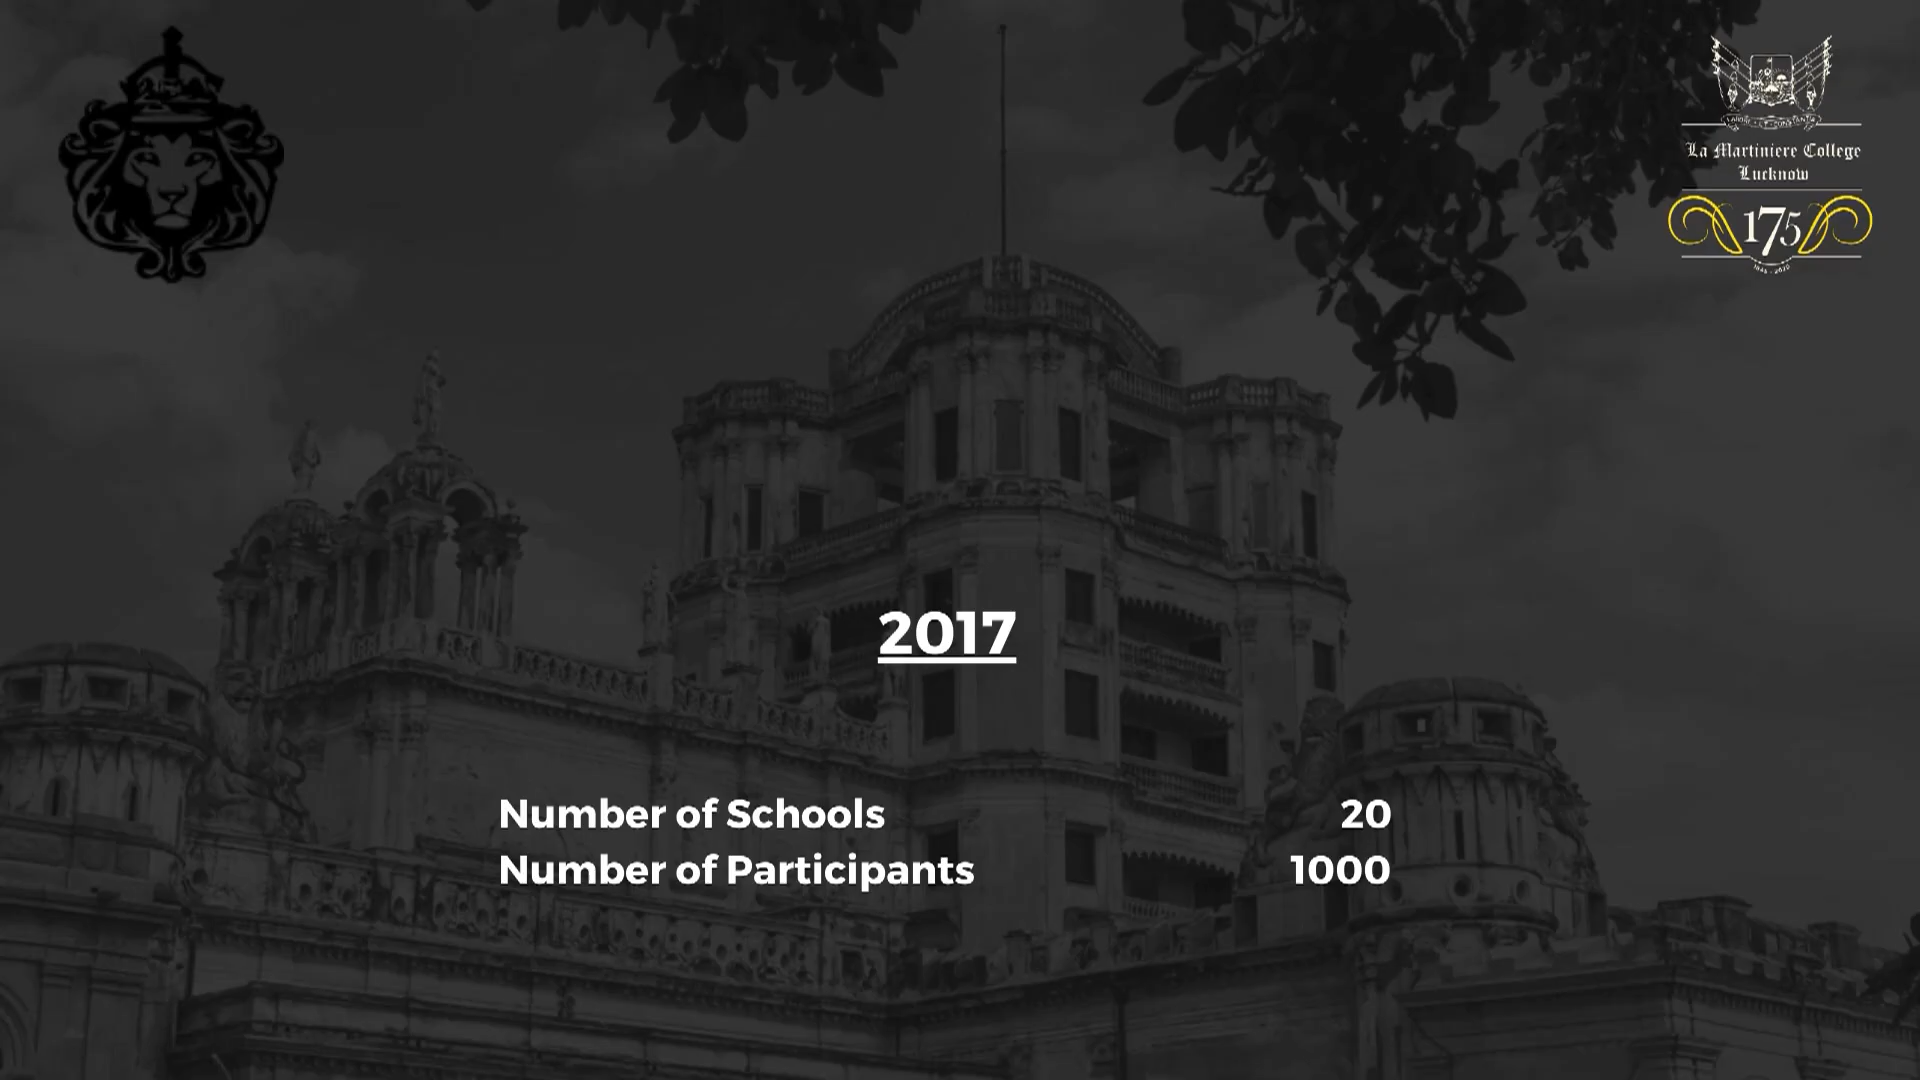 La Martiniere College
Lucknow
175
2017
Number of Schools 20
Number of Participants 1000